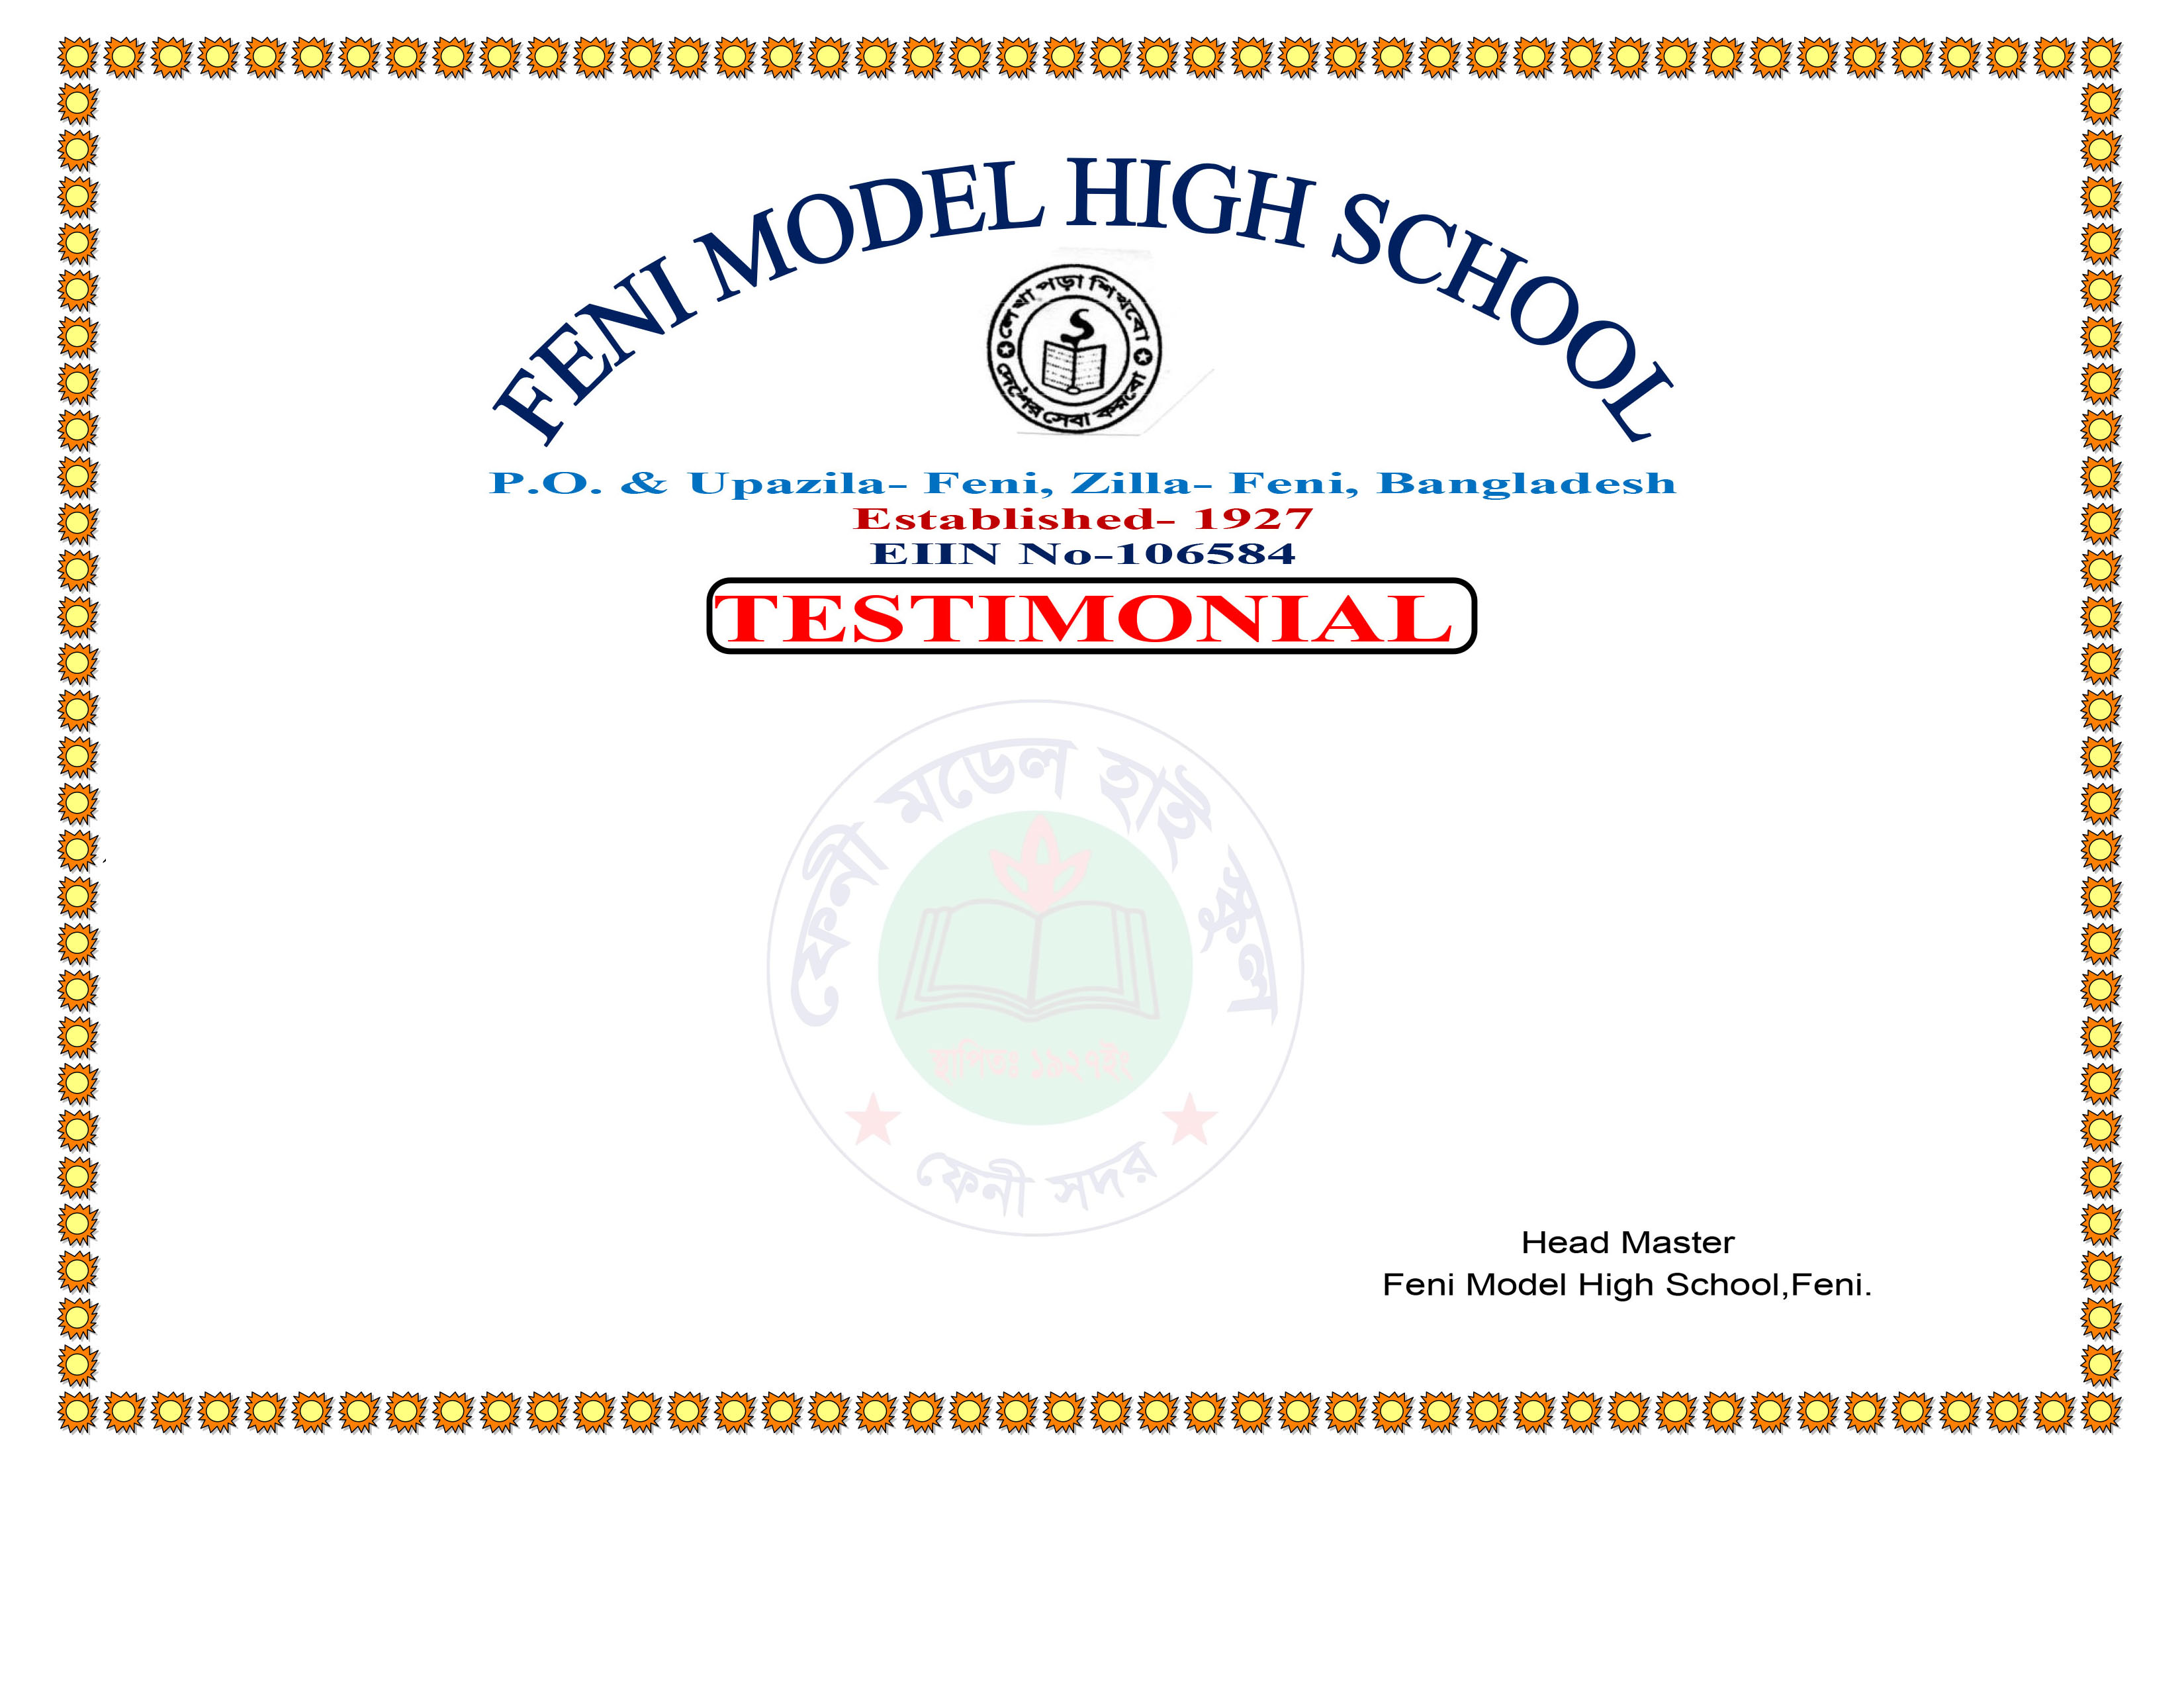 FENI MODEL HIGH SCHOOL
লেখা পড়া শিখবো
দেশের সেবা করবো
P.O. & Upazila- Feni, Zilla- Feni, Bangladesh
Established- 1927
EIIN No-106584
TESTIMONIAL
ফেনী মডেল হাই স্কুল
স্থাপিতঃ ১৯২৭ইং
ফেনী সদর
Head Master
Feni Model High School,Feni.